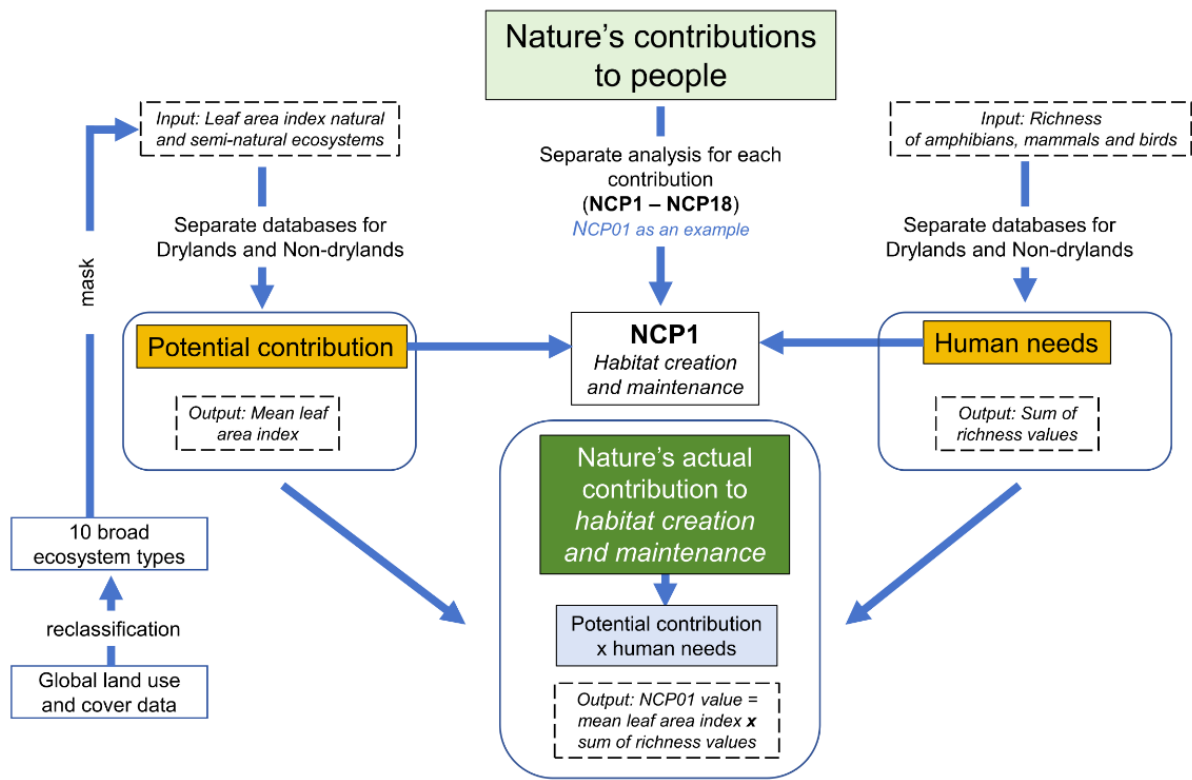 Nature's contributions
to people
Input: Leaf area index natural
and semi-natural ecosystems
Separate analysis for each
contribution
(NCP1 – NCP18)
NCP01 as an example
Input: Richness
of amphibians, mammals and birds
Separate databases for
Drylands and Non-drylands
Separate databases for
Drylands and Non-drylands
mask
Potential contribution
NCP1
Habitat creation
and maintenance
Human needs
Output: Mean leaf
area index
Output: Sum of
richness values
Nature's actual
contribution to
habitat creation
and maintenance
10 broad
ecosystem types
reclassification
Global land use
and cover data
Potential contribution
x human needs
Output: NCP01 value =
mean leaf area index x
sum of richness values